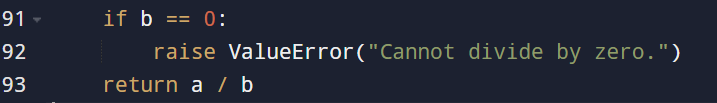 91 if b == 0:
92 raise ValueError("Cannot divide by zero.")
93 return a / b